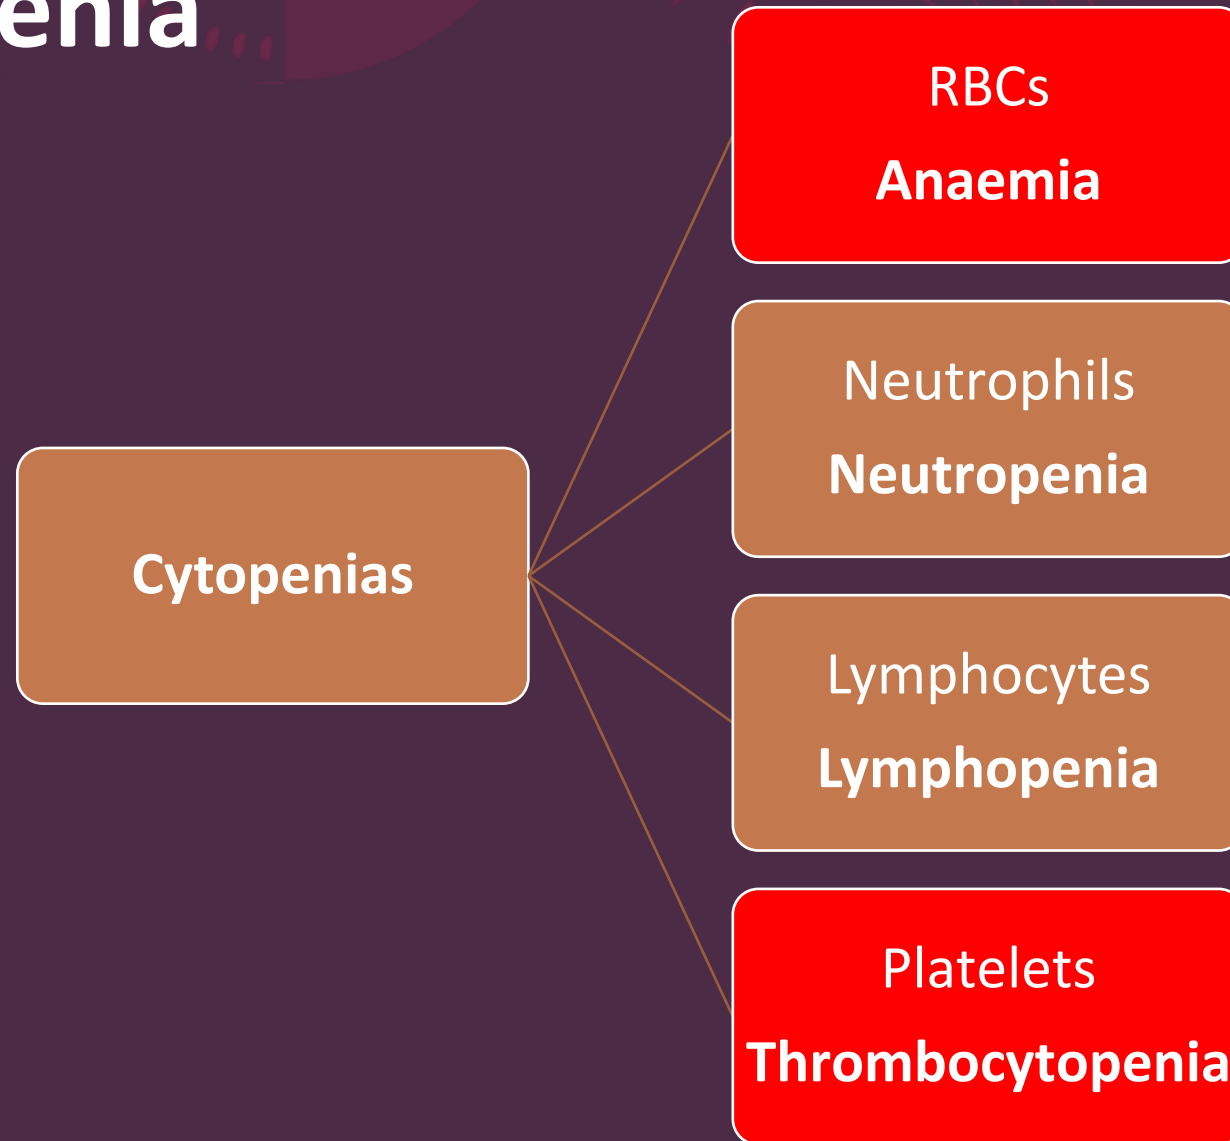 enia
RBCs
Anaemia
Neutrophils
Neutropenia
Cytopenias
Lymphocytes
Lymphopenia
Platelets
Thrombocytopenia